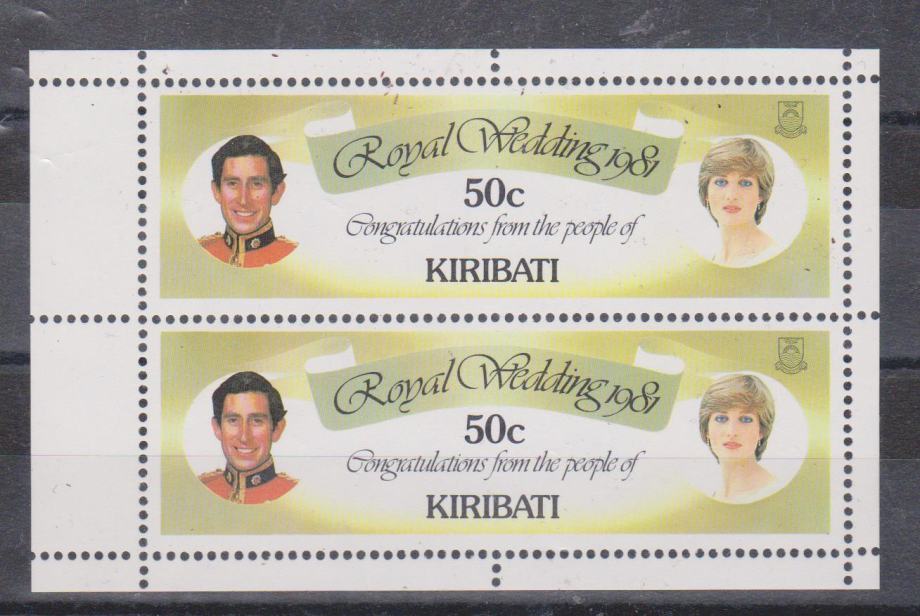 Royal Wedding 1981
50c
Congratulations from the people of
KIRIBATI
Royal Wedding 1981
50c
Congratulations from the people of
KIRIBATI